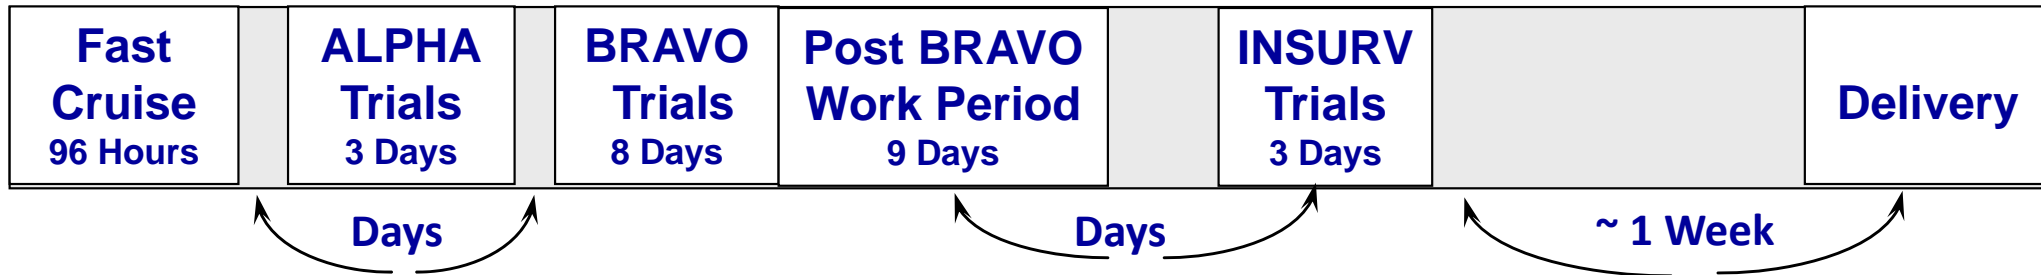 Fast
Cruise
96 Hours
ALPHA
Trials
3 Days
BRAVO
Trials
8 Days
Post BRAVO
Work Period
9 Days
INSURV
Trials
3 Days
Delivery
Days
Days
~ 1 Week